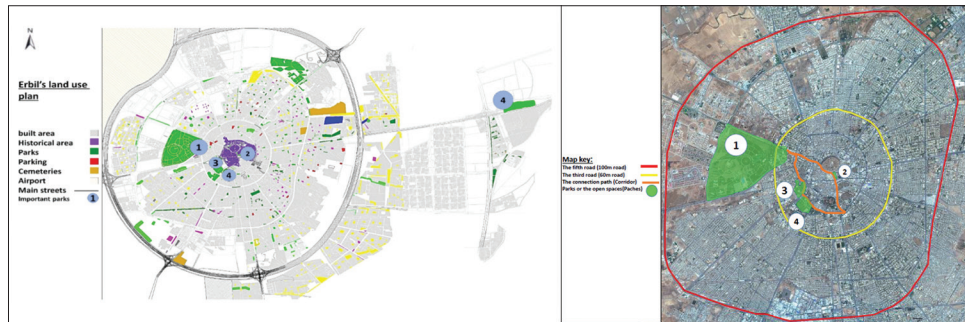 N
Erbil's land use
plan
built area
Historical area
Parks
Parking
Cemeteries
Airport
Main streets
Important parks 1
1
2
3
4
4
Map key:
The fifth road (100m road)
The third road (60m road)
The connection path (Corridor)
Parks or the open spaces(Paches)
1
2
3
4